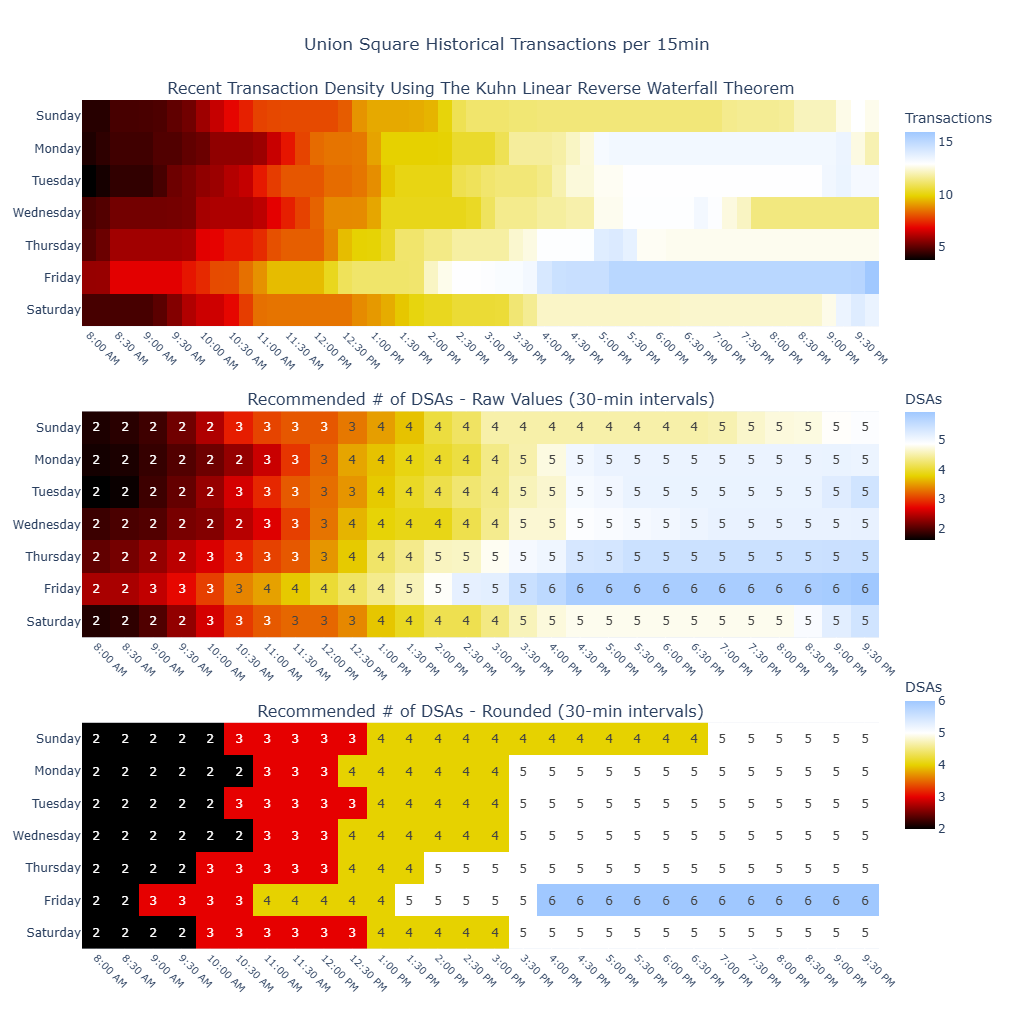 Union Square Historical Transactions per 15min
Recent Transaction Density Using The Kuhn Linear Reverse Waterfall Theorem
Sunday
Monday
Tuesday
Wednesday
Thursday
Friday
Saturday
8:00 AM 8:30 AM 9:00 AM 9:30 AM 10:00 AM 10:30 AM 11:00 AM 11:30 AM 12:00 PM 12:30 PM 1:00 PM 1:30 PM 2:00 PM 2:30 PM 3:00 PM 3:30 PM 4:00 PM 4:30 PM 5:00 PM 5:30 PM 6:00 PM 6:30 PM 7:00 PM 7:30 PM 8:00 PM 8:30 PM 9:00 PM 9:30 PM
Transactions
15
10
5
Recommended # of DSAs - Raw Values (30-min intervals)
Sunday 2 2 2 2 2 3 3 3 3 3 4 4 4 4 4 4 4 4 4 4 4 4 5 5 5 5 5 5
Monday 2 2 2 2 2 2 3 3 3 4 4 4 4 4 4 5 5 5 5 5 5 5 5 5 5 5 5 5
Tuesday 2 2 2 2 2 3 3 3 3 3 4 4 4 4 4 5 5 5 5 5 5 5 5 5 5 5 5 5
Wednesday 2 2 2 2 2 2 3 3 3 4 4 4 4 4 4 5 5 5 5 5 5 5 5 5 5 5 5 5
Thursday 2 2 2 2 3 3 3 3 3 4 4 4 5 5 5 5 5 5 5 5 5 5 5 5 5 5 5 5
Friday 2 2 3 3 3 3 4 4 4 4 4 5 5 5 5 5 6 6 6 6 6 6 6 6 6 6 6 6
Saturday 2 2 2 2 3 3 3 3 3 3 4 4 4 4 4 5 5 5 5 5 5 5 5 5 5 5 5 5
8:00 AM 8:30 AM 9:00 AM 9:30 AM 10:00 AM 10:30 AM 11:00 AM 11:30 AM 12:00 PM 12:30 PM 1:00 PM 1:30 PM 2:00 PM 2:30 PM 3:00 PM 3:30 PM 4:00 PM 4:30 PM 5:00 PM 5:30 PM 6:00 PM 6:30 PM 7:00 PM 7:30 PM 8:00 PM 8:30 PM 9:00 PM 9:30 PM
DSAs
5
4
3
2
Recommended # of DSAs - Rounded (30-min intervals)
Sunday 2 2 2 2 2 3 3 3 3 3 4 4 4 4 4 4 4 4 4 4 4 4 5 5 5 5 5 5
Monday 2 2 2 2 2 2 3 3 3 4 4 4 4 4 4 5 5 5 5 5 5 5 5 5 5 5 5 5
Tuesday 2 2 2 2 2 3 3 3 3 3 4 4 4 4 4 5 5 5 5 5 5 5 5 5 5 5 5 5
Wednesday 2 2 2 2 2 2 3 3 3 4 4 4 4 4 4 5 5 5 5 5 5 5 5 5 5 5 5 5
Thursday 2 2 2 2 3 3 3 3 3 4 4 4 5 5 5 5 5 5 5 5 5 5 5 5 5 5 5 5
Friday 2 2 3 3 3 3 4 4 4 4 4 5 5 5 5 5 6 6 6 6 6 6 6 6 6 6 6 6
Saturday 2 2 2 2 3 3 3 3 3 3 4 4 4 4 4 5 5 5 5 5 5 5 5 5 5 5 5 5
8:00 AM 8:30 AM 9:00 AM 9:30 AM 10:00 AM 10:30 AM 11:00 AM 11:30 AM 12:00 PM 12:30 PM 1:00 PM 1:30 PM 2:00 PM 2:30 PM 3:00 PM 3:30 PM 4:00 PM 4:30 PM 5:00 PM 5:30 PM 6:00 PM 6:30 PM 7:00 PM 7:30 PM 8:00 PM 8:30 PM 9:00 PM 9:30 PM
DSAs
6
5
4
3
2